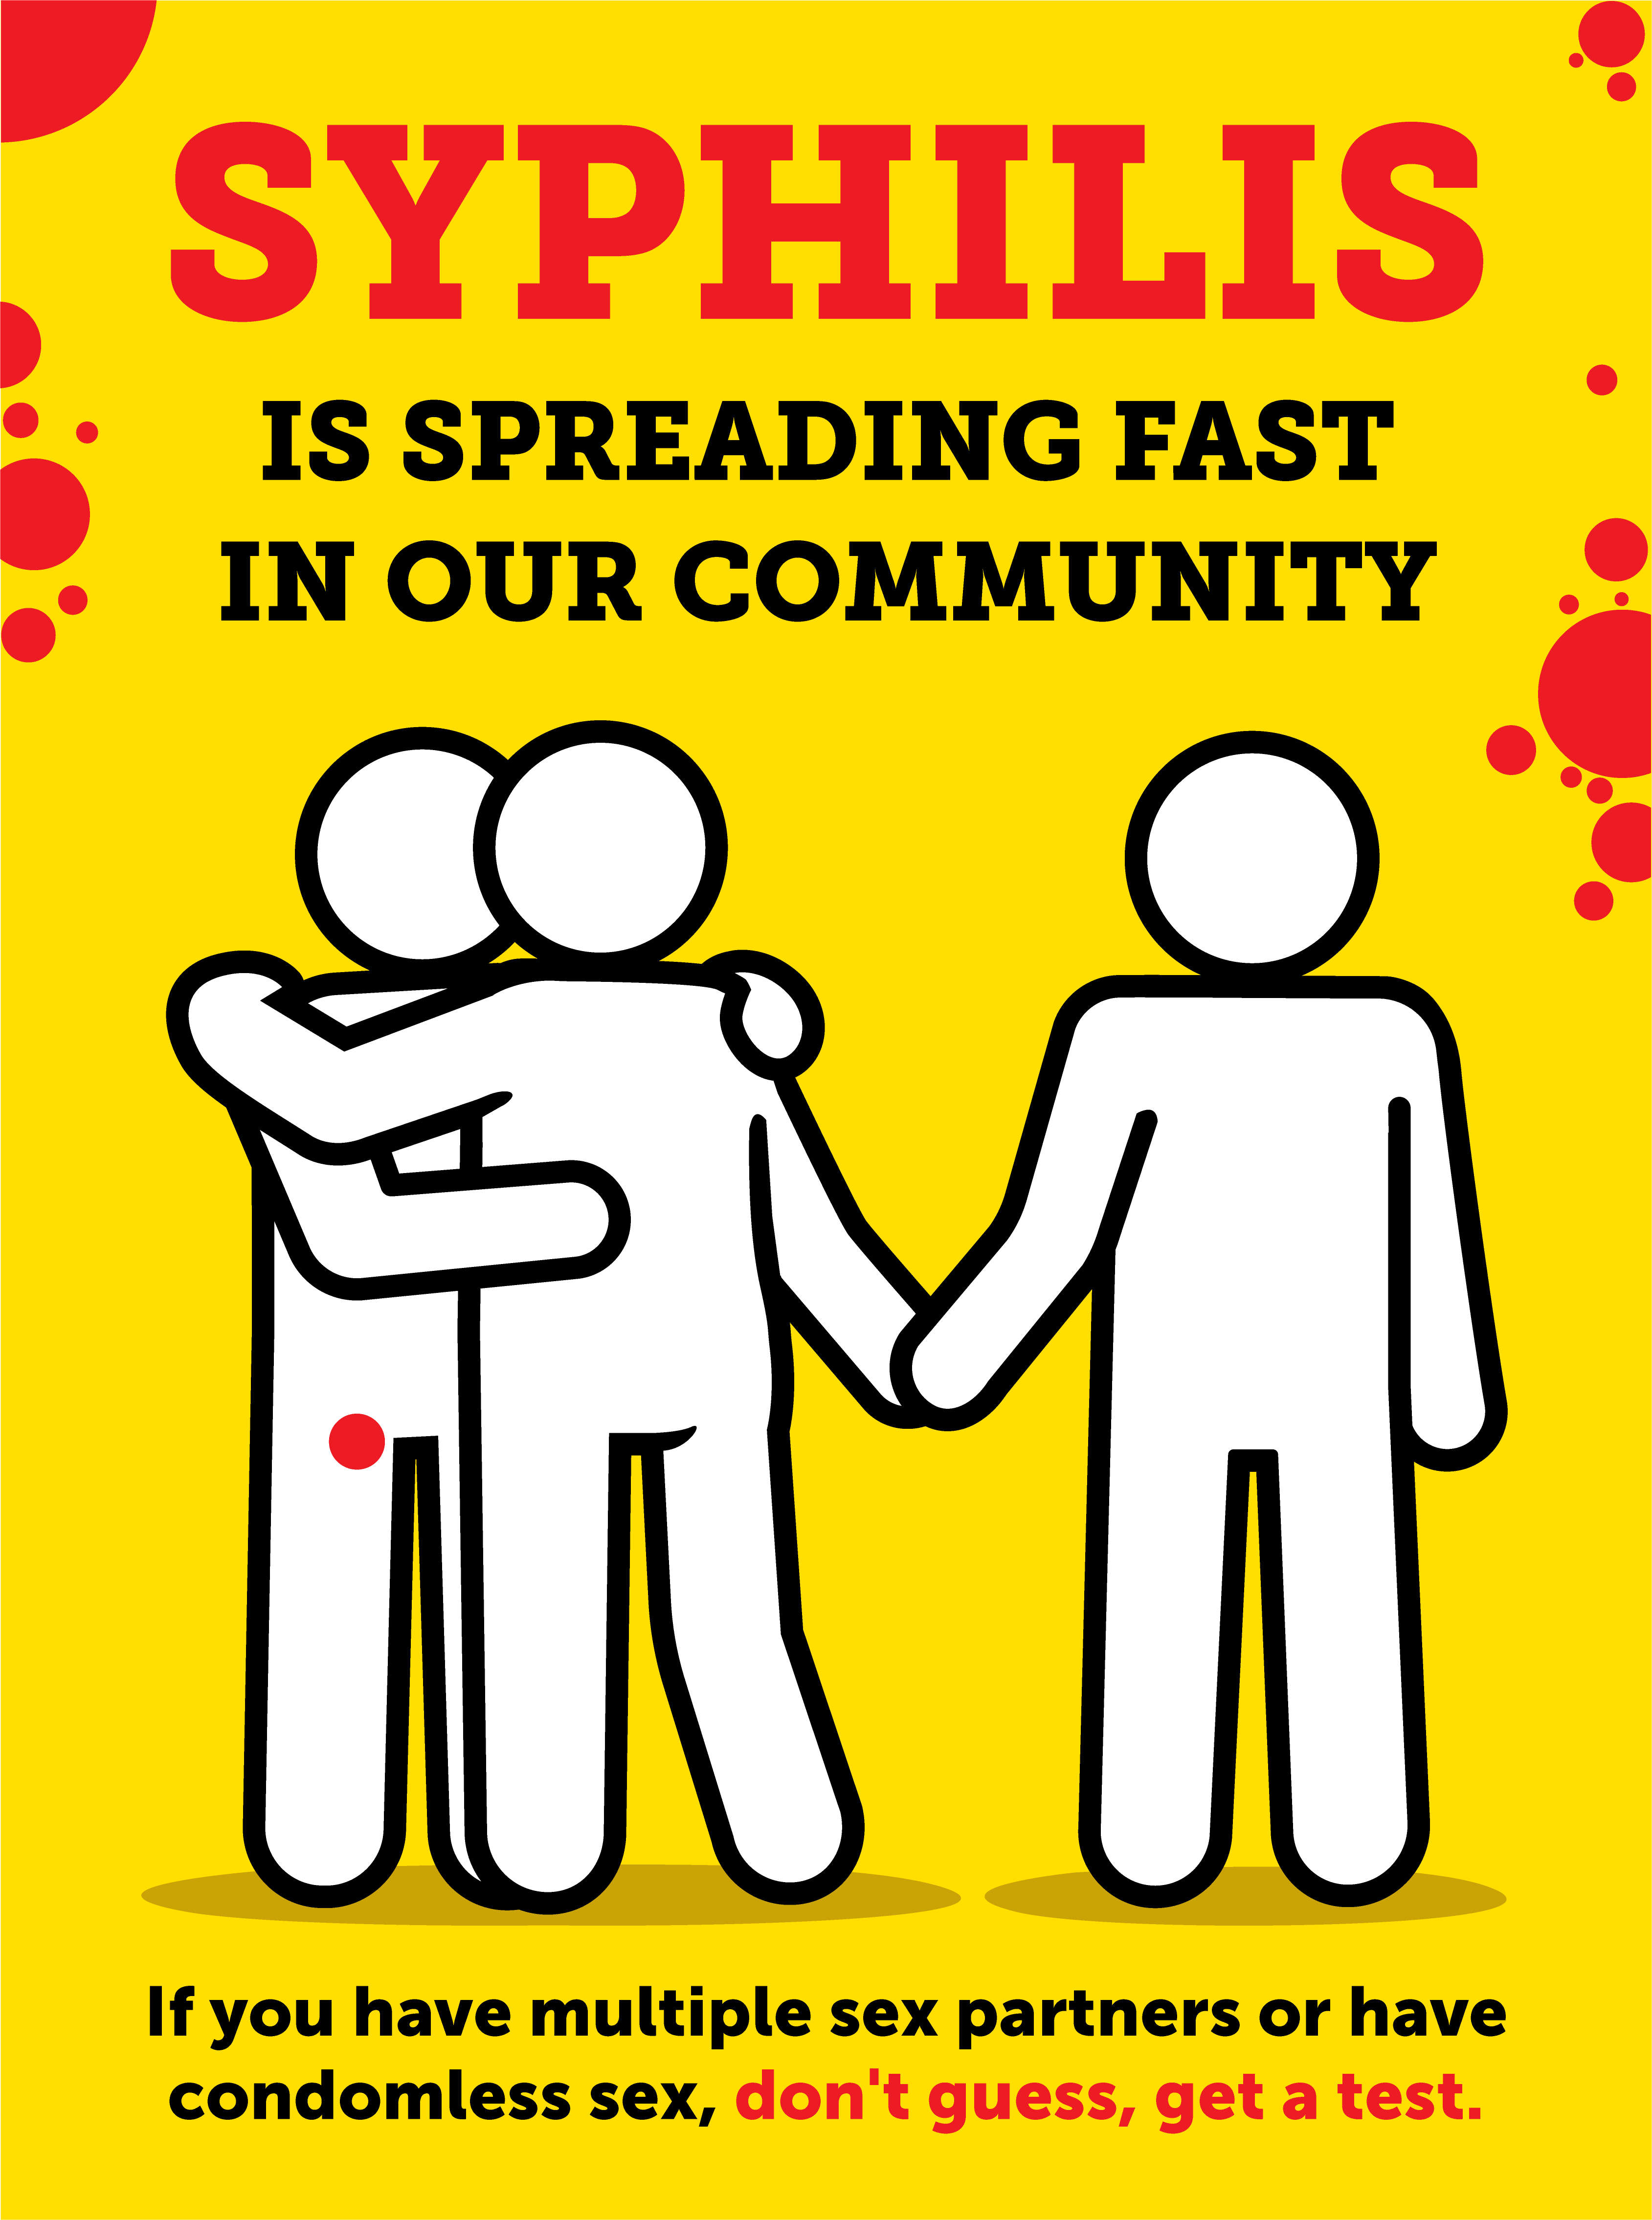 SYPHILIS
IS SPREADING FAST
IN OUR COMMUNITY
If you have multiple sex partners or have
condomless sex, don't guess, get a test.